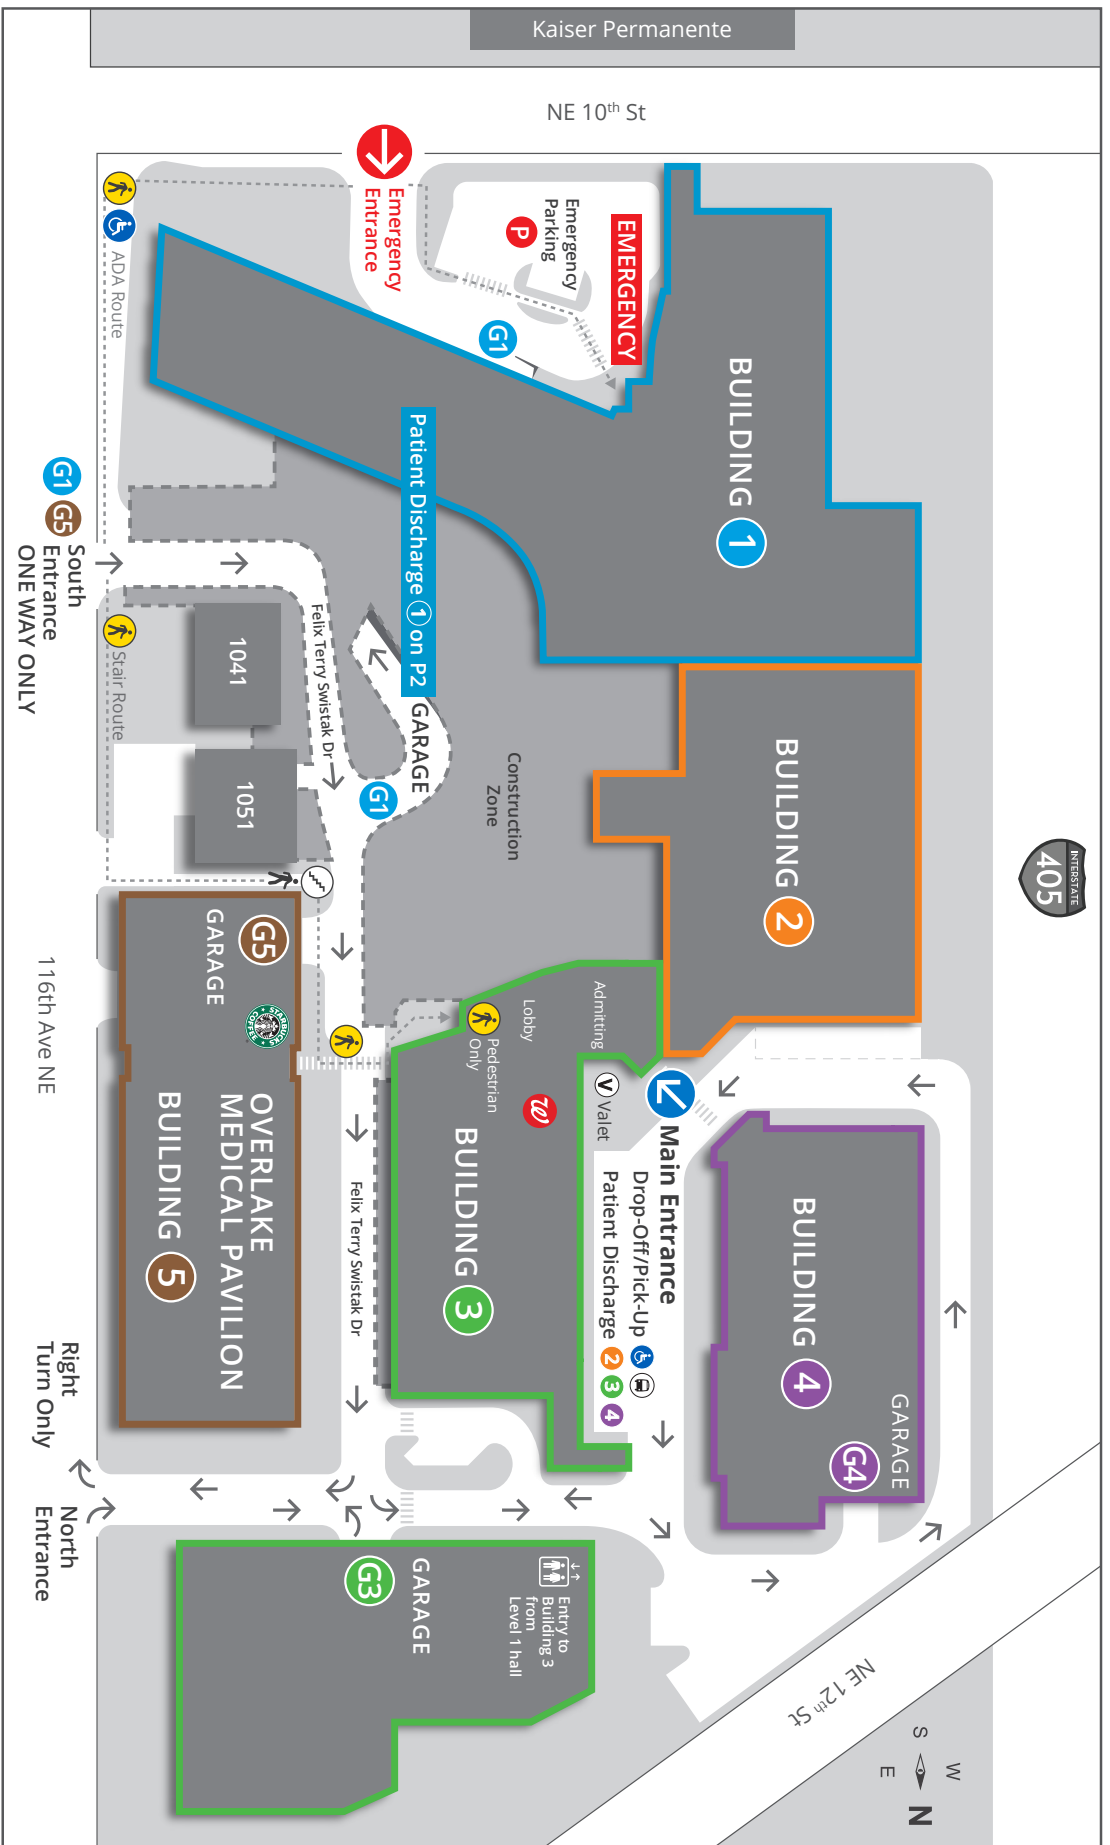 Kaiser Permanente
NE 10th St
Emergency
Entrance
Emergency
Parking
P
EMERGENCY
G1
ADA Route
BUILDING 1
Patient Discharge 1 on P2
G1 G5
South
Entrance
ONE WAY ONLY
Stair Route
1041
1051
Felix Terry Swistak Dr
GARAGE
G1
Construction
Zone
BUILDING 2
INTERSTATE
405
116th Ave NE
G5
GARAGE
STARBUCKS
COFFEE
OVERLAKE
MEDICAL PAVILION
BUILDING 5
Felix Terry Swistak Dr
Admitting
Lobby
Pedestrian
Only
W
BUILDING 3
V Valet
Main Entrance
Drop-Off/Pick-Up
Patient Discharge 2 3 4
BUILDING 4
GARAGE
G4
Right
Turn Only
North
Entrance
G3
GARAGE
Entry to
Building 3
from
Level 1 hall
NE 12th St
W
S N
E